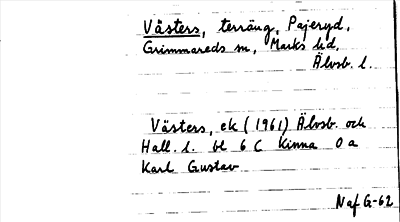 Västers, terräng, Pajeryd,
Grimmareds sn, Marks hd,
Älvsb. l.
Västers, ek (1961) Älvsb. och
Hall. l. bl 6 C Kinna 0 a
Karl Gustav
Naf G-62